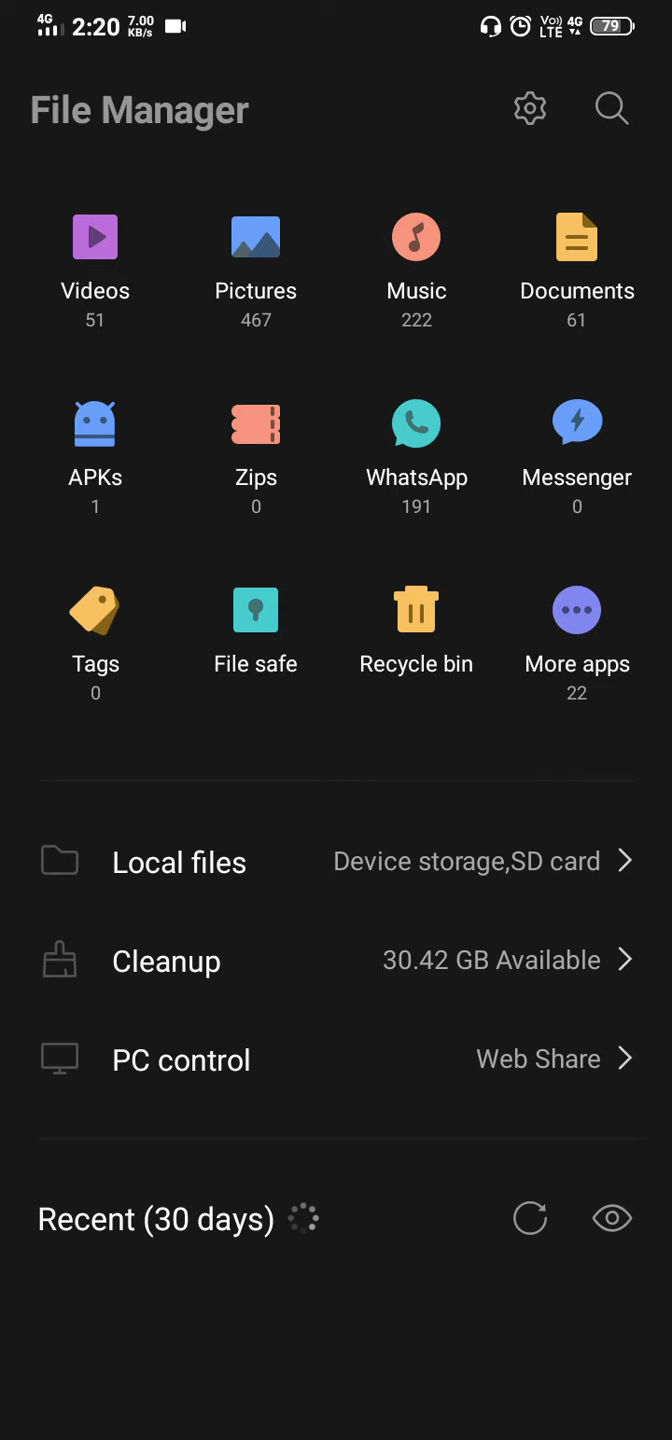 4G 2:20 7.00 KB/s Vo) LTE 4G 79
File Manager
Videos Pictures Music Documents
51 467 222 61
APKs Zips WhatsApp Messenger
1 0 191 0
Tags File safe Recycle bin More apps
0 22
Local files Device storage,SD card
Cleanup 30.42 GB Available
PC control Web Share
Recent (30 days)